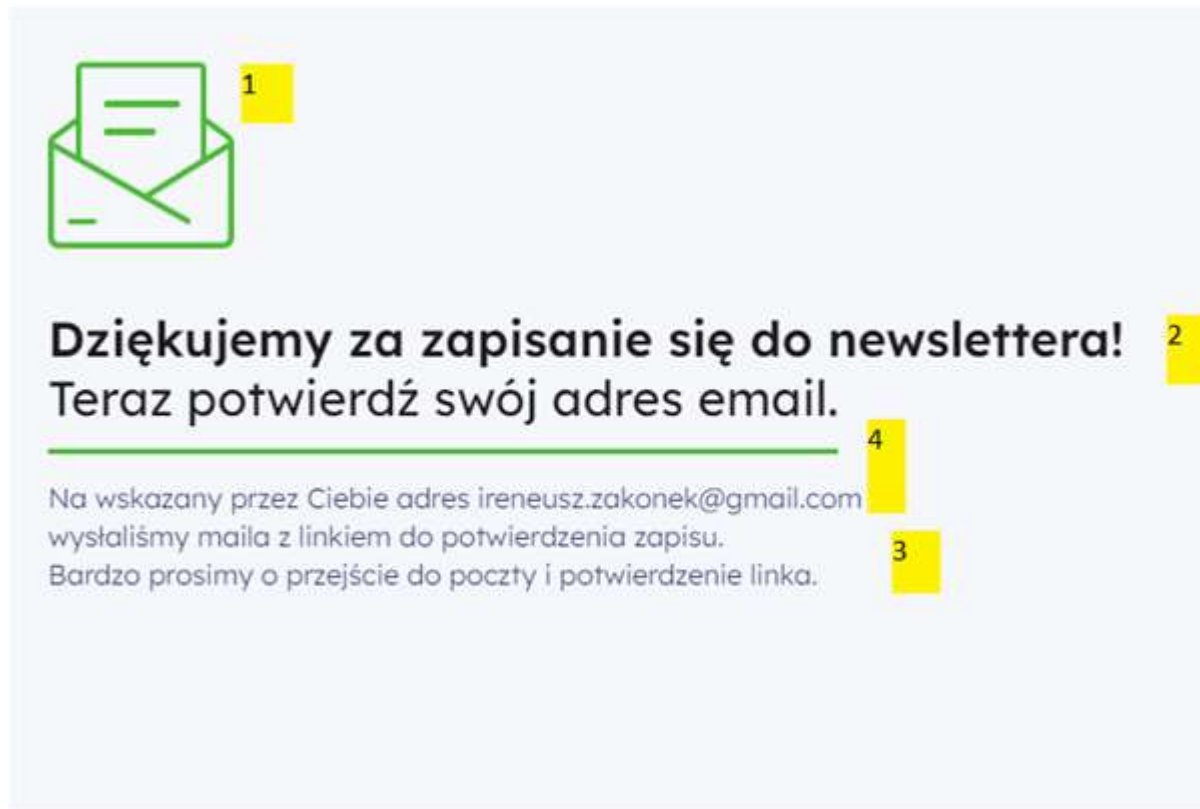 1
Dziękujemy za zapisanie się do newslettera!
2
Teraz potwierdź swój adres email.
4
Na wskazany przez Ciebie adres ireneusz.zakonek@gmail.com
wysłaliśmy maila z linkiem do potwierdzenia zapisu.
3
Bardzo prosimy o przejście do poczty i potwierdzenie linka.